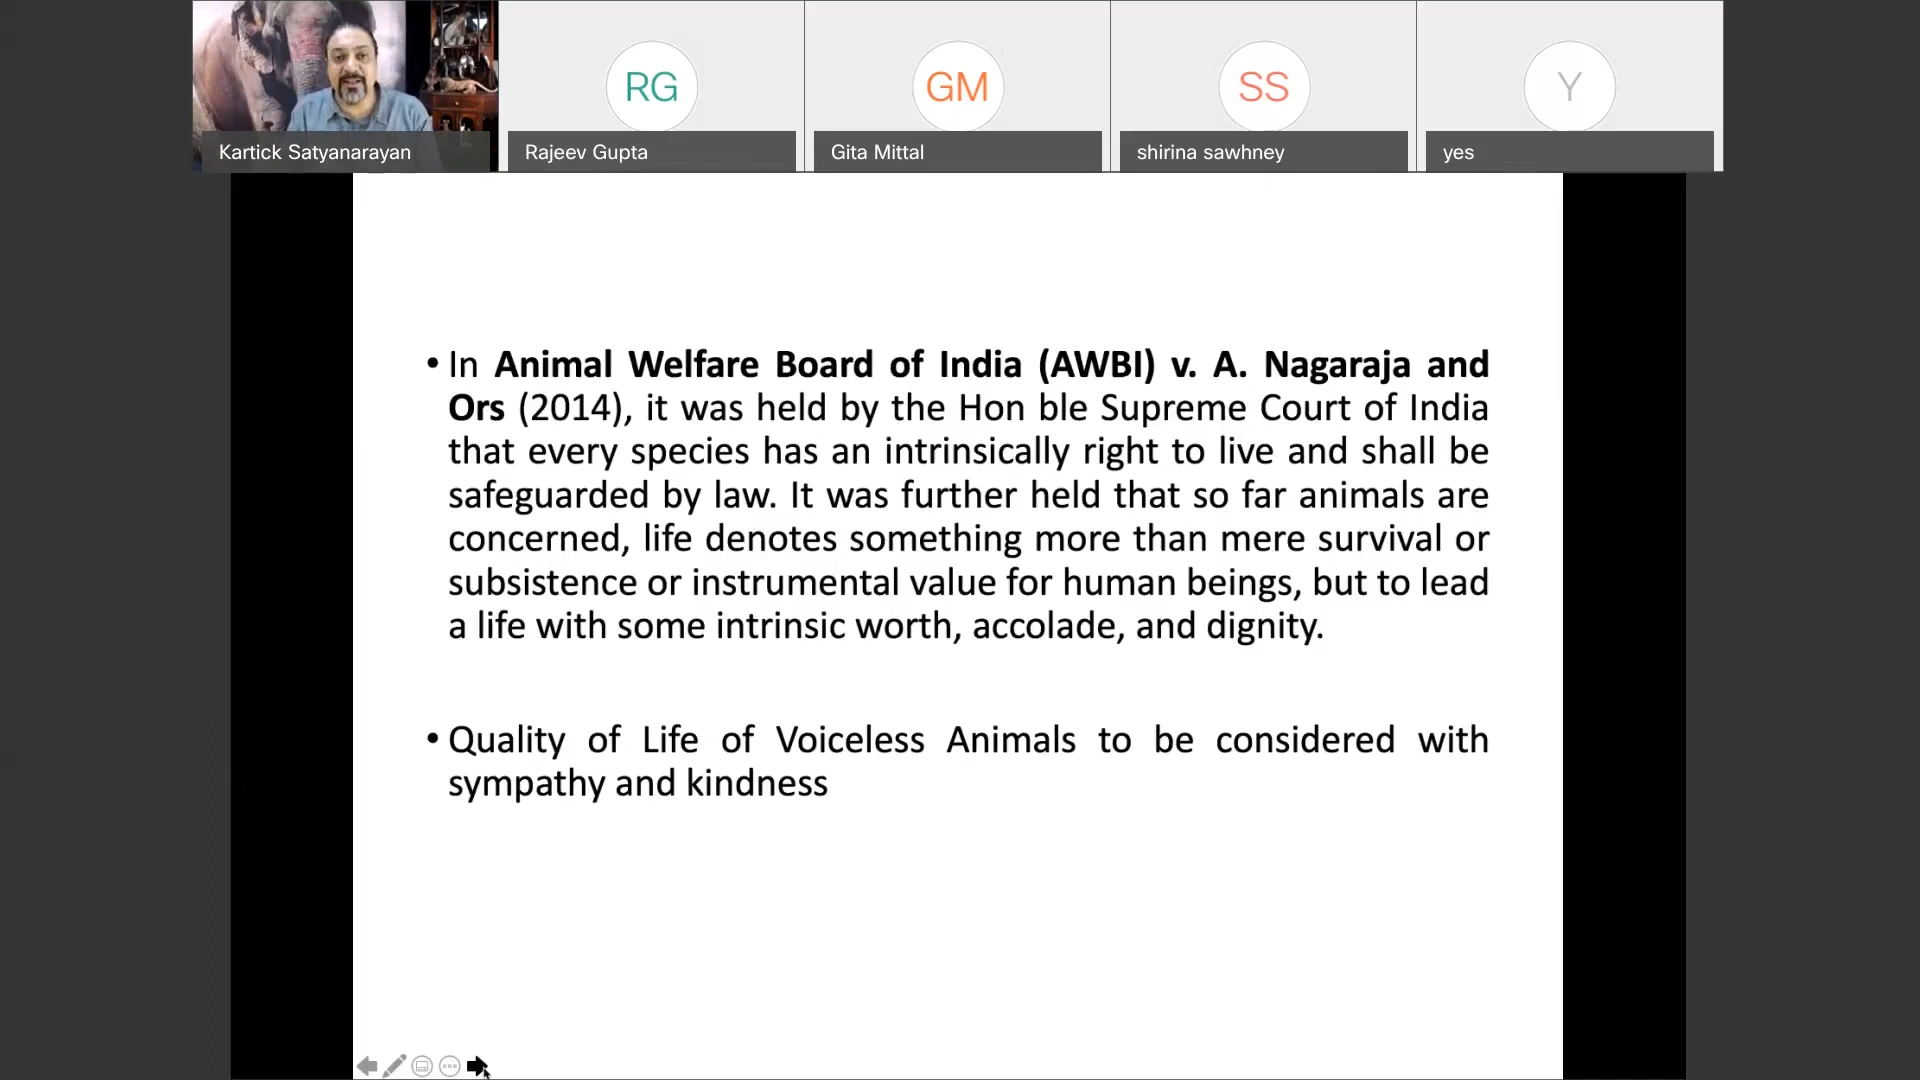 RG
GM
SS
Y
Kartick Satyanarayan
Rajeev Gupta
Gita Mittal
shirina sawhney
yes
• In Animal Welfare Board of India (AWBI) v. A. Nagaraja and
Ors (2014), it was held by the Hon ble Supreme Court of India
that every species has an intrinsically right to live and shall be
safeguarded by law. It was further held that so far animals are
concerned, life denotes something more than mere survival or
subsistence or instrumental value for human beings, but to lead
a life with some intrinsic worth, accolade, and dignity.
• Quality of Life of Voiceless Animals to be considered with
sympathy and kindness